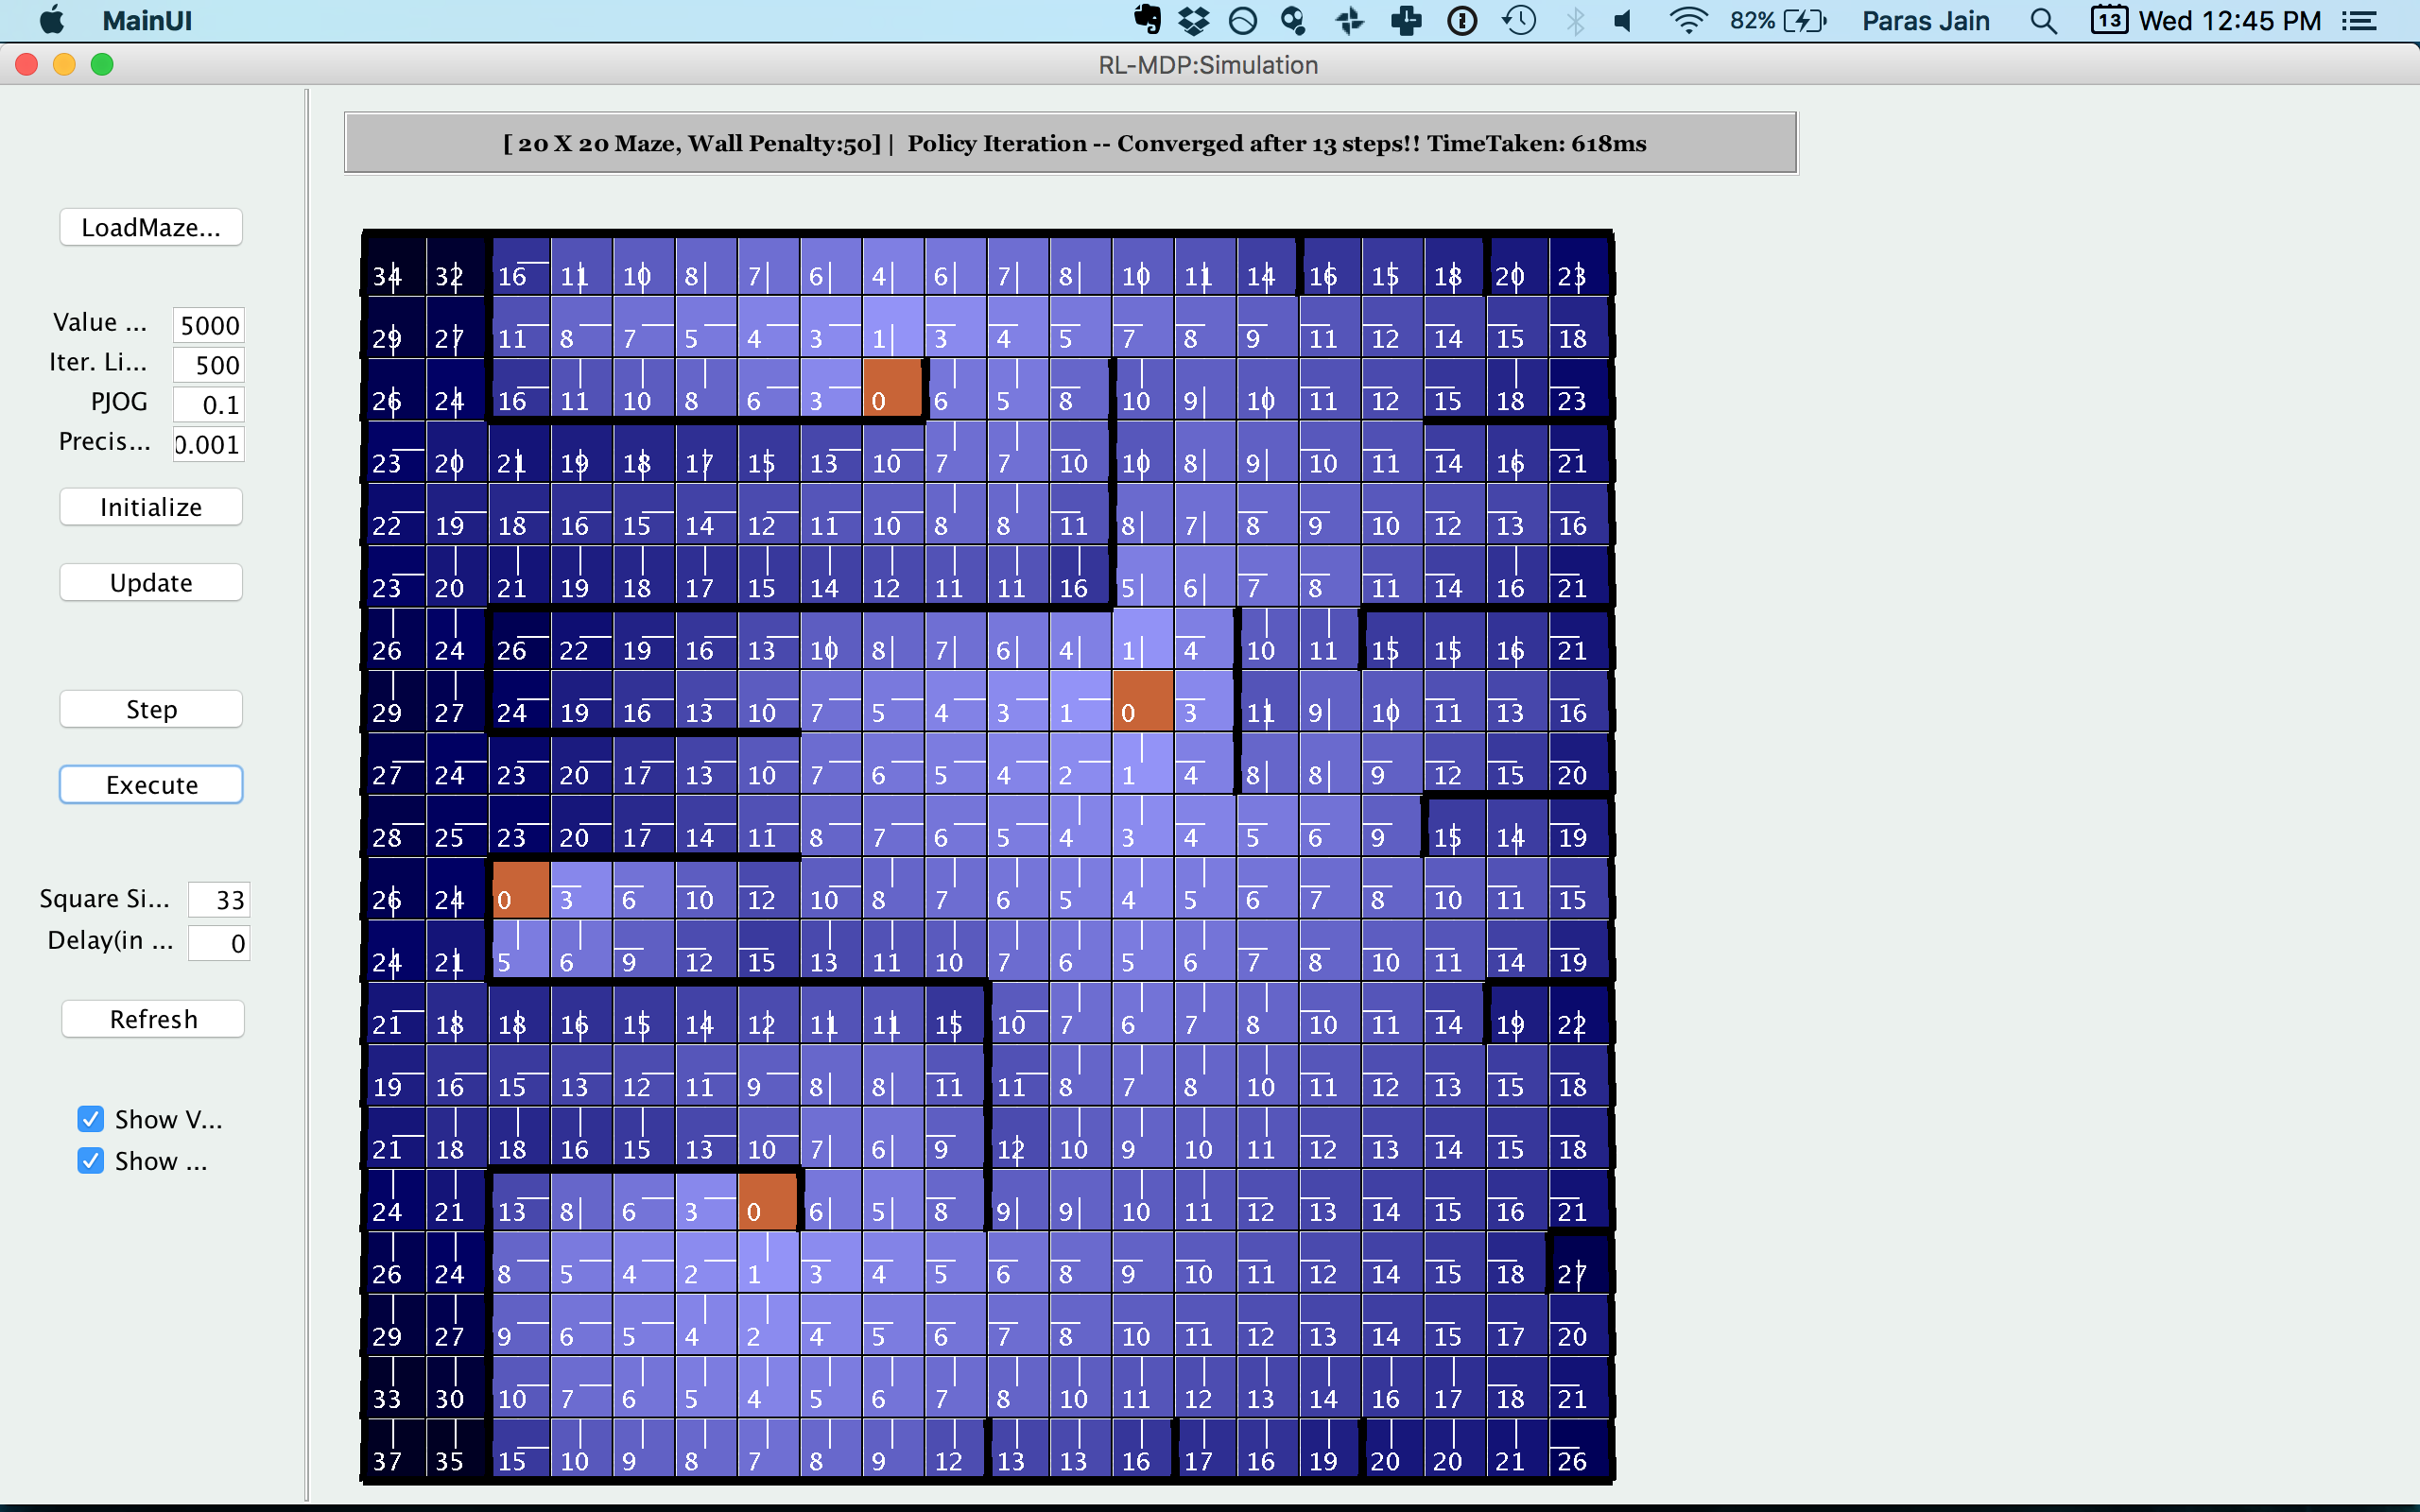 MainUI 82% Paras Jain 13 Wed 12:45 PM
RL-MDP:Simulation
[ 20 X 20 Maze, Wall Penalty:50] | Policy Iteration -- Converged after 13 steps!! TimeTaken: 618ms
LoadMaze...
Value ... 5000
Iter. Li... 500
PJOG 0.1
Precis... 0.001
Initialize
Update
Step
Execute
Square Si... 33
Delay(in ... 0
Refresh
Show V...
Show ...
34 32 16 11 10 8 7 6 4 6 7 8 10 11 14 16 15 18 20 23
29 27 11 8 7 5 4 3 1 3 4 5 7 8 9 11 12 14 15 18
26 24 16 11 10 8 6 3 0 6 5 8 10 9 10 11 12 15 18 23
23 20 21 19 18 17 15 13 10 7 7 10 10 8 9 10 11 14 16 21
22 19 18 16 15 14 12 11 10 8 8 11 8 7 8 9 10 12 13 16
23 20 21 19 18 17 15 14 12 11 11 16 5 6 7 8 11 14 16 21
26 24 26 22 19 16 13 10 8 7 6 4 1 4 10 11 15 15 16 21
29 27 24 19 16 13 10 7 5 4 3 1 0 3 11 9 10 11 13 16
27 24 23 20 17 13 10 7 6 5 4 2 1 4 8 8 9 12 15 20
28 25 23 20 17 14 11 8 7 6 5 4 3 4 5 6 9 15 14 19
26 24 0 3 6 10 12 10 8 7 6 5 4 5 6 7 8 10 11 15
24 21 5 6 9 12 15 13 11 10 7 6 5 6 7 8 10 11 14 19
21 18 18 16 15 14 12 11 11 15 10 7 6 7 8 10 11 14 19 22
19 16 15 13 12 11 9 8 8 11 11 8 7 8 10 11 12 13 15 18
21 18 18 16 15 13 10 7 6 9 12 10 9 10 11 12 13 14 15 18
24 21 13 8 6 3 0 6 5 8 9 9 10 11 12 13 14 15 16 21
26 24 8 5 4 2 1 3 4 5 6 8 9 10 11 12 14 15 18 27
29 27 9 6 5 4 2 4 5 6 7 8 10 11 12 13 14 15 17 20
33 30 10 7 6 5 4 5 6 7 8 10 11 12 13 14 16 17 18 21
37 35 15 10 9 8 7 8 9 12 13 13 16 17 16 19 20 20 21 26